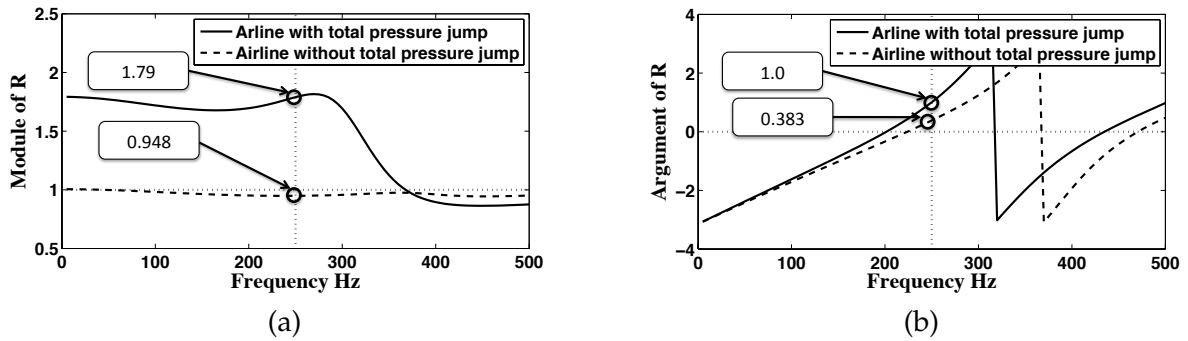 2.5
2
1.5
1
0.5
0
100
200
300
400
500
Module of R
Frequency Hz
Arline with total pressure jump
Airline without total pressure jump
1.79
0.948
(a)
4
2
0
−2
−4
0
100
200
300
400
500
Argument of R
Frequency Hz
Airline with total pressure jump
Airline without total pressure jump
1.0
0.383
(b)